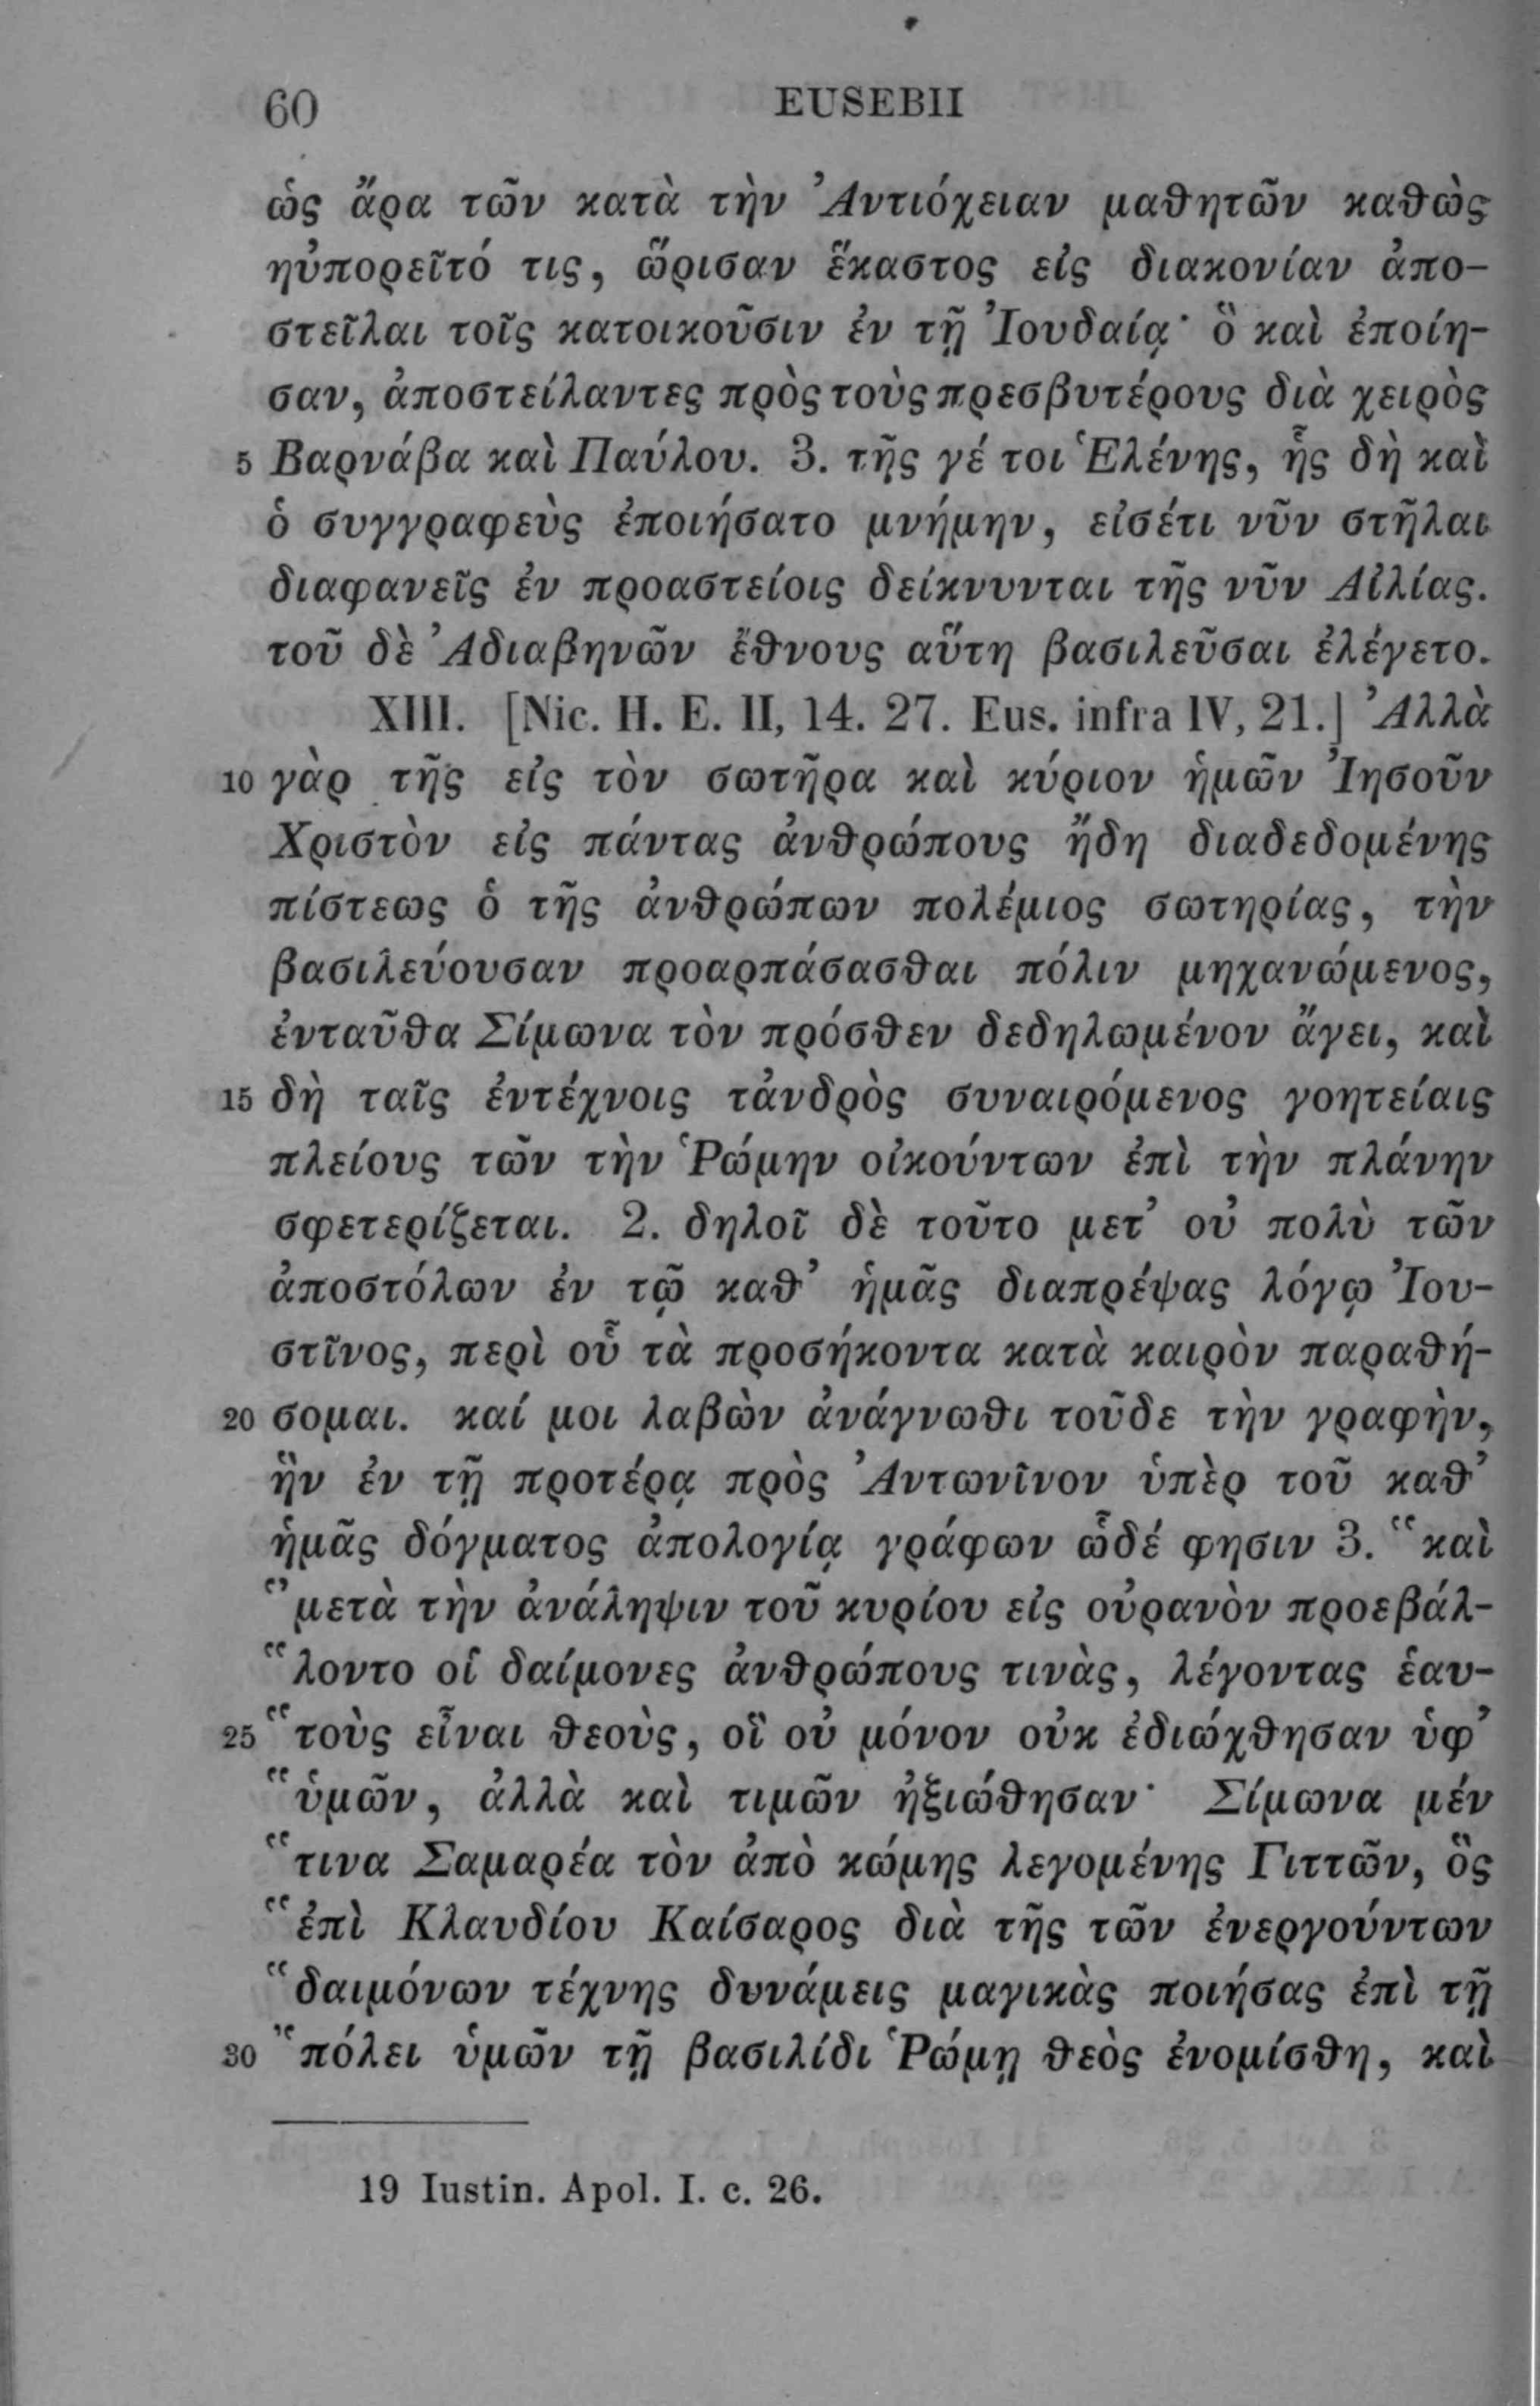 60 EUSEBII
ὡς ἄρα τῶν κατὰ τὴν Ἀντιόχειαν μαθητῶν καθὼς
ηὐπορεῖτό τις, ὥρισαν ἕκαστος εἰς διακονίαν ἀπο-
στεῖλαι τοῖς κατοικοῦσιν ἐν τῇ Ἰουδαίᾳ· ὃ καὶ ἐποίη-
σαν, ἀποστείλαντες πρὸς τοὺς πρεσβυτέρους διὰ χειρὸς
5 Βαρνάβα καὶ Παύλου. 3. τῆς γέ τοι Ἑλένης, ἧς δὴ καὶ
ὁ συγγραφεὺς ἐποιήσατο μνήμην, εἰσέτι νῦν στῆλαι
διαφανεῖς ἐν προαστείοις δείκνυνται τῆς νῦν Αἰλίας.
τοῦ δὲ Ἀδιαβηνῶν ἔθνους αὕτη βασιλεῦσαι ἐλέγετο.
XIII. [Nic. H. E. II, 14. 27. Eus. infra IV, 21.] Ἀλλὰ
10 γὰρ τῆς εἰς τὸν σωτῆρα καὶ κύριον ἡμῶν Ἰησοῦν
Χριστὸν εἰς πάντας ἀνθρώπους ἤδη διαδεδομένης
πίστεως ὁ τῆς ἀνθρώπων πολέμιος σωτηρίας, τὴν
βασιλεύουσαν προαρπάσασθαι πόλιν μηχανώμενος,
ἐνταῦθα Σίμωνα τὸν πρόσθεν δεδηλωμένον ἄγει, καὶ
15 δὴ ταῖς ἐντέχνοις τἀνδρὸς συναιρόμενος γοητείαις
πλείους τῶν τὴν Ῥώμην οἰκούντων ἐπὶ τὴν πλάνην
σφετερίζεται. 2. δηλοῖ δὲ τοῦτο μετ’ οὐ πολὺ τῶν
ἀποστόλων ἐν τῷ καθ’ ἡμᾶς διαπρέψας λόγῳ Ἰου-
στῖνος, περὶ οὗ τὰ προσήκοντα κατὰ καιρὸν παραθή-
20 σομαι. καί μοι λαβὼν ἀνάγνωθι τοῦδε τὴν γραφὴν,
ἣν ἐν τῇ προτέρᾳ πρὸς Ἀντωνῖνον ὑπὲρ τοῦ καθ’
ἡμᾶς δόγματος ἀπολογίᾳ γράφων ὧδέ φησιν 3. “καὶ
“μετὰ τὴν ἀνάληψιν τοῦ κυρίου εἰς οὐρανὸν προεβάλ-
“λοντο οἱ δαίμονες ἀνθρώπους τινὰς, λέγοντας ἑαυ-
25 “τοὺς εἶναι θεοὺς, οἳ οὐ μόνον οὐκ ἐδιώχθησαν ὑφ’
“ὑμῶν, ἀλλὰ καὶ τιμῶν ἠξιώθησαν· Σίμωνα μέν
“τινα Σαμαρέα τὸν ἀπὸ κώμης λεγομένης Γιττῶν, ὃς
“ἐπὶ Κλαυδίου Καίσαρος διὰ τῆς τῶν ἐνεργούντων
“δαιμόνων τέχνης δυνάμεις μαγικὰς ποιήσας ἐπὶ τῇ
30 “πόλει ὑμῶν τῇ βασιλίδι Ῥώμῃ θεὸς ἐνομίσθη, καὶ
19 Iustin. Apol. I. c. 26.